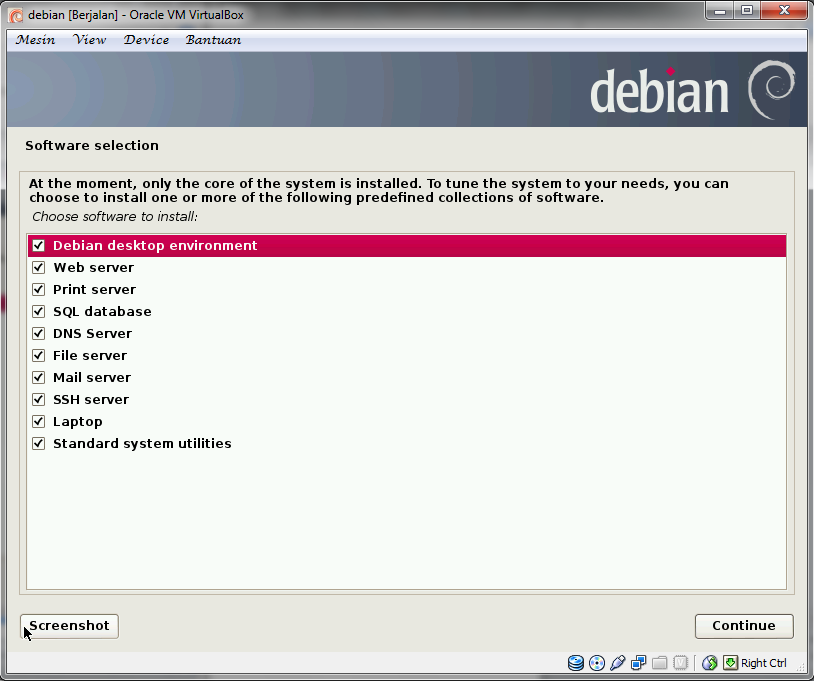 debian [Berjalan] - Oracle VM VirtualBox
Mesin View Device Bantuan
debian
Software selection
At the moment, only the core of the system is installed. To tune the system to your needs, you can
choose to install one or more of the following predefined collections of software.
Choose software to install:
Debian desktop environment
Web server
Print server
SQL database
DNS Server
File server
Mail server
SSH server
Laptop
Standard system utilities
Screenshot
Continue
Right Ctrl